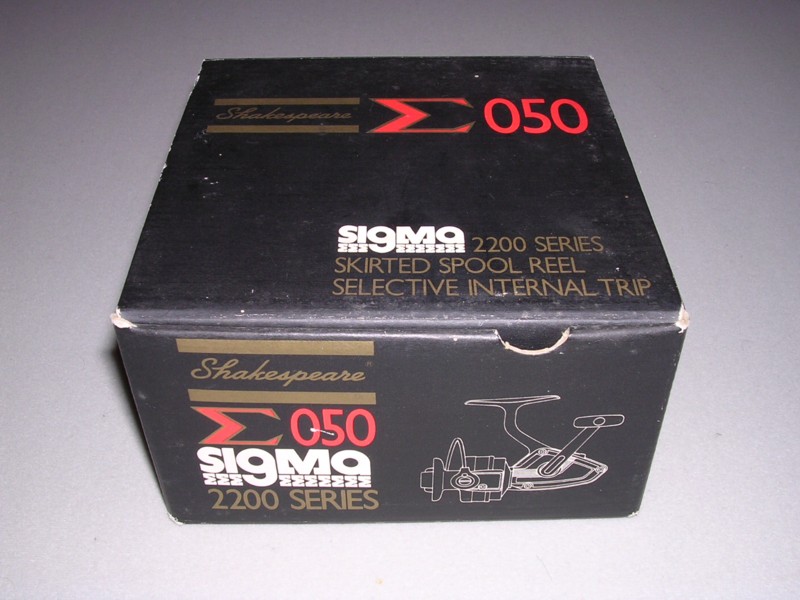 Shakespeare Σ 050
SIGMA 2200 SERIES
SKIRTED SPOOL REEL
SELECTIVE INTERNAL TRIP
Shakespeare
Σ 050
SIGMA
2200 SERIES